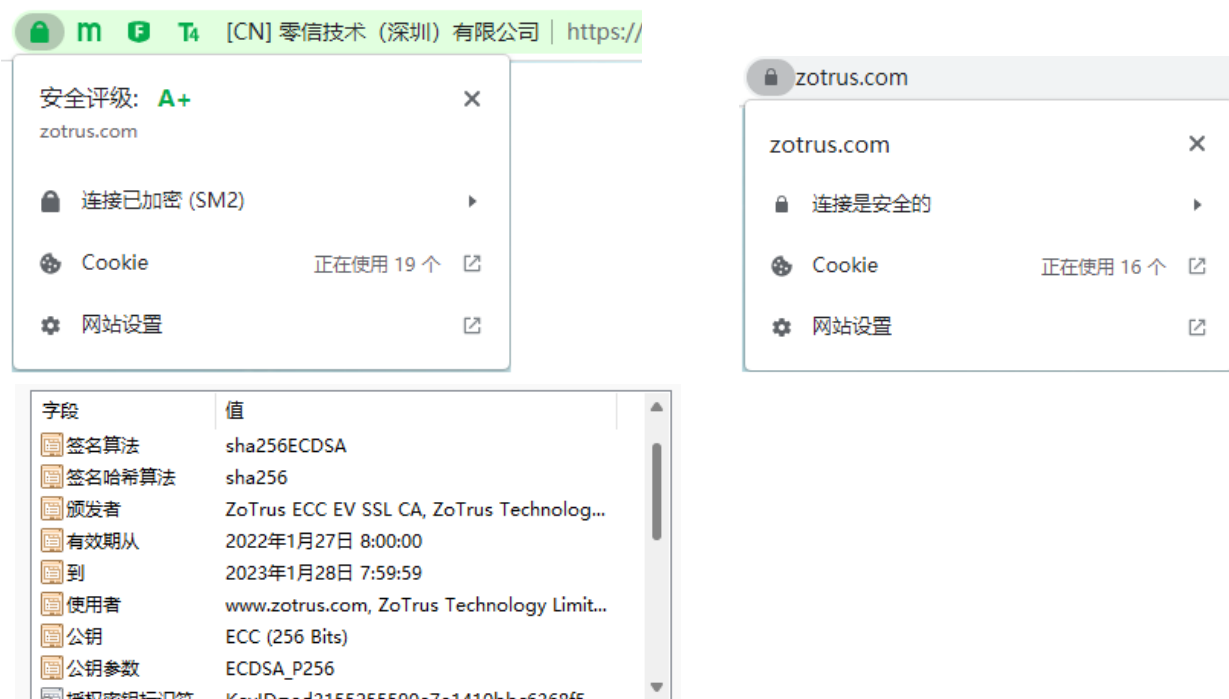 m F T4 [CN] 零信技术（深圳）有限公司 https://
安全评级: A+
zotrus.com
连接已加密 (SM2)
Cookie 正在使用 19 个
网站设置
zotrus.com
zotrus.com
连接是安全的
Cookie 正在使用 16 个
网站设置
字段 值
签名算法 sha256ECDSA
签名哈希算法 sha256
颁发者 ZoTrus ECC EV SSL CA, ZoTrus Technolog...
有效期从 2022年1月27日 8:00:00
到 2023年1月28日 7:59:59
使用者 www.zotrus.com, ZoTrus Technology Limit...
公钥 ECC (256 Bits)
公钥参数 ECDSA_P256